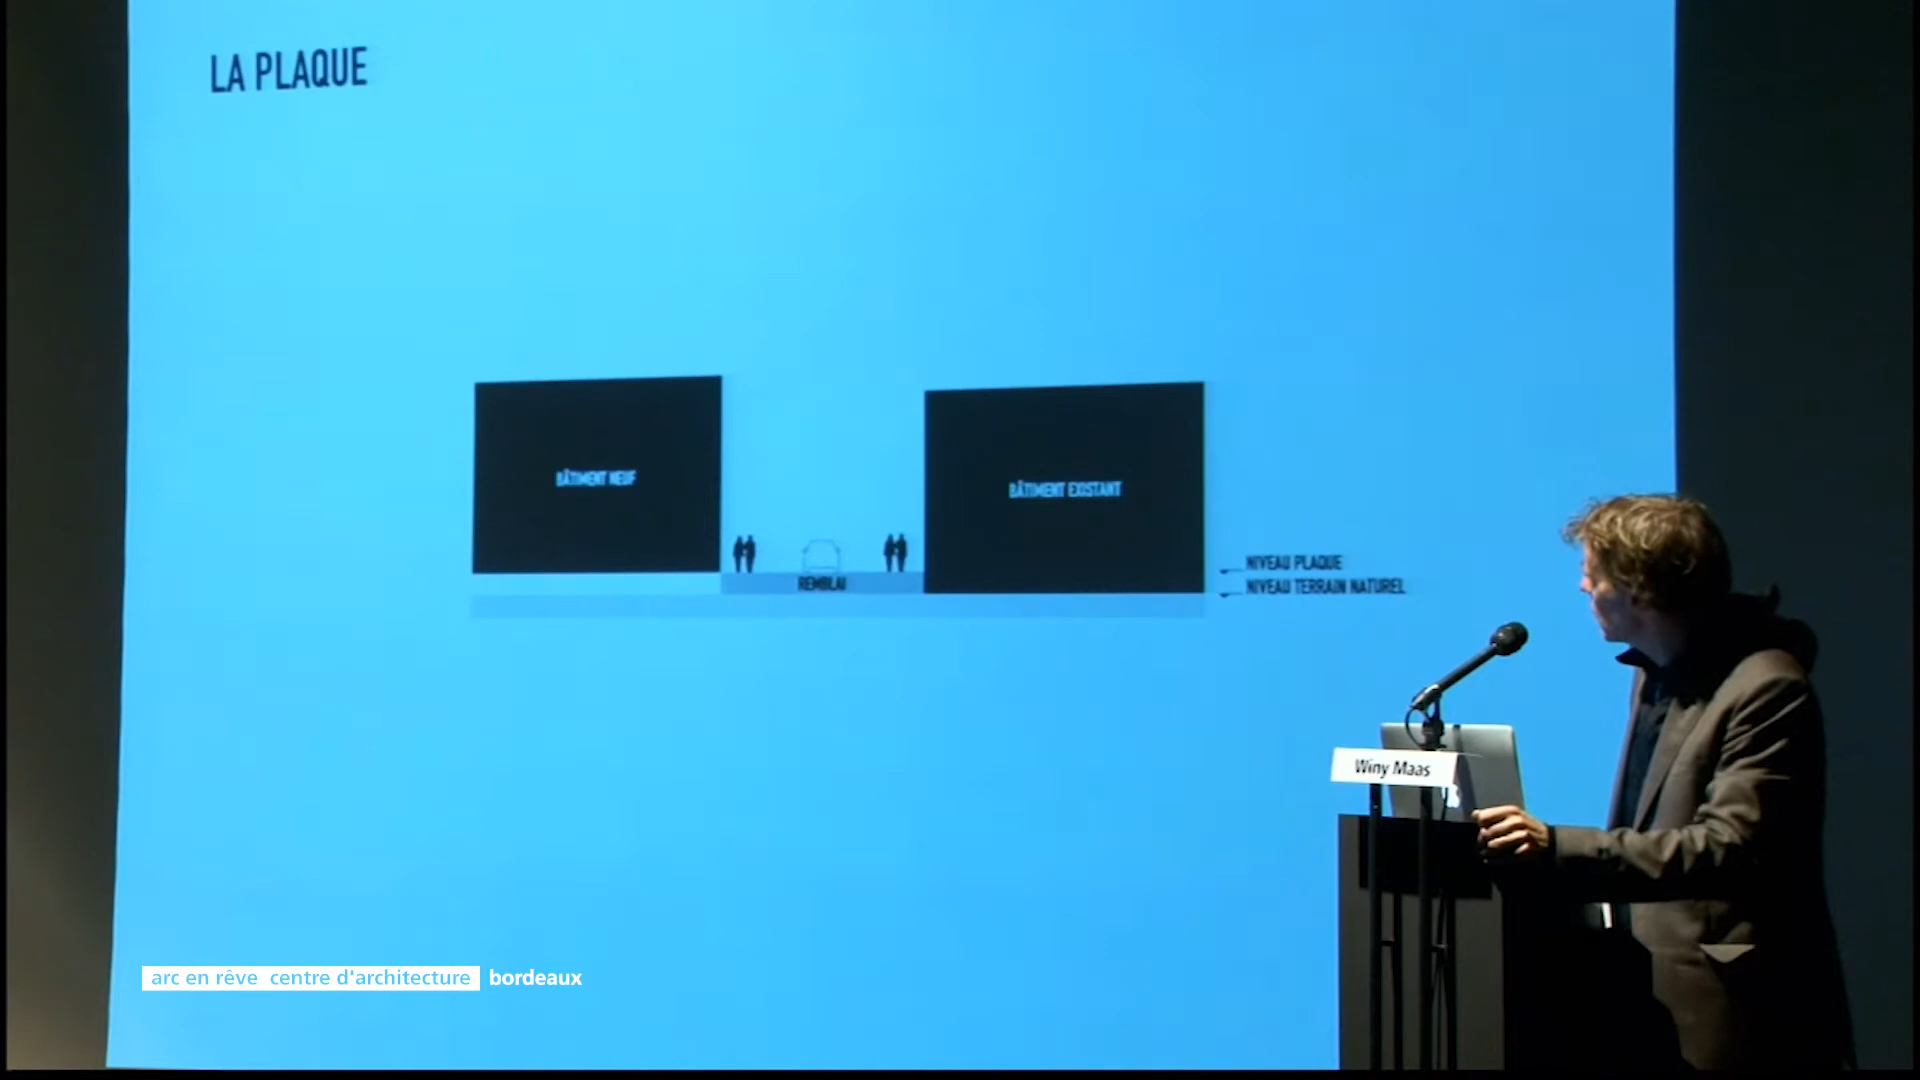 LA PLAQUE
BÂTIMENT NEUF
BÂTIMENT EXISTANT
REMBLAI
NIVEAU PLAQUE
NIVEAU TERRAIN NATUREL
Winy Maas
arc en rêve centre d'architecture bordeaux